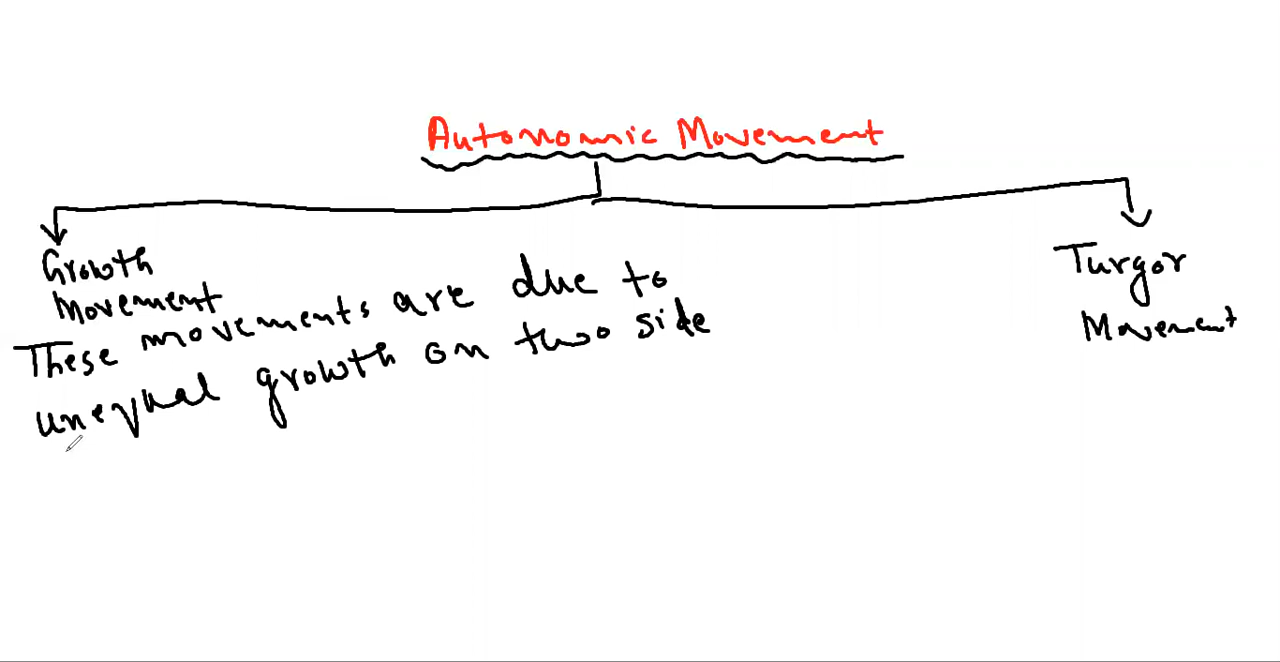 Autonomic Movement
Growth
Movement
These movements are due to
unequal growth on two side
Turgor
Movement